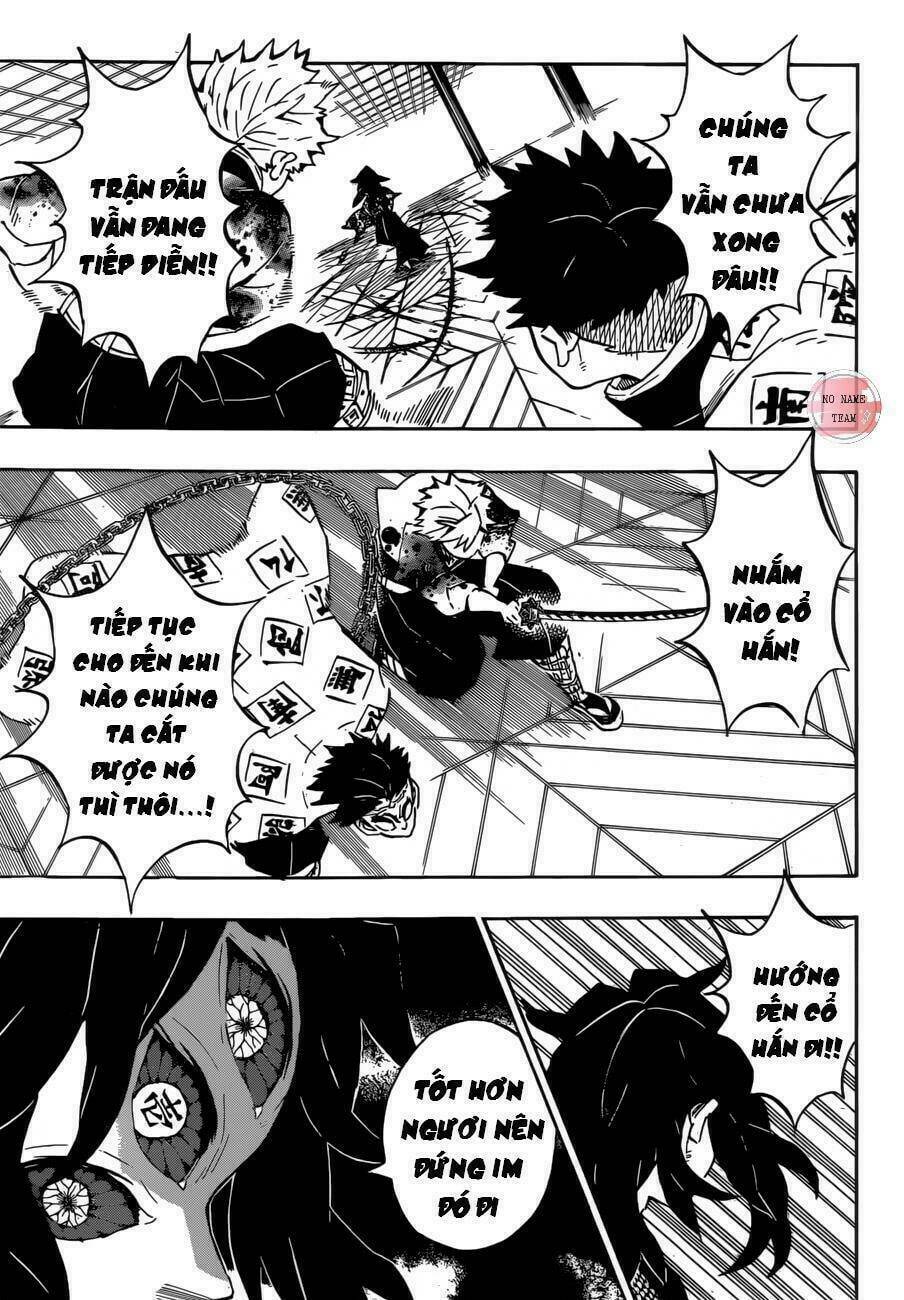 CHÚNG
TA
VẪN CHƯA
XONG
ĐÂU!!
TRẬN ĐẤU
VẪN ĐANG
TIẾP DIỄN!!
NO NAME
TEAM
NHẮM
VÀO CỔ
HẮN!
TIẾP TỤC
CHO ĐẾN KHI
NÀO CHÚNG
TA CẮT
ĐƯỢC NÓ
THÌ THÔI...!
HƯỚNG
ĐẾN CỔ
HẮN ĐI!!
TỐT HƠN
NGƯƠI NÊN
ĐỨNG IM
ĐÓ ĐI
壱